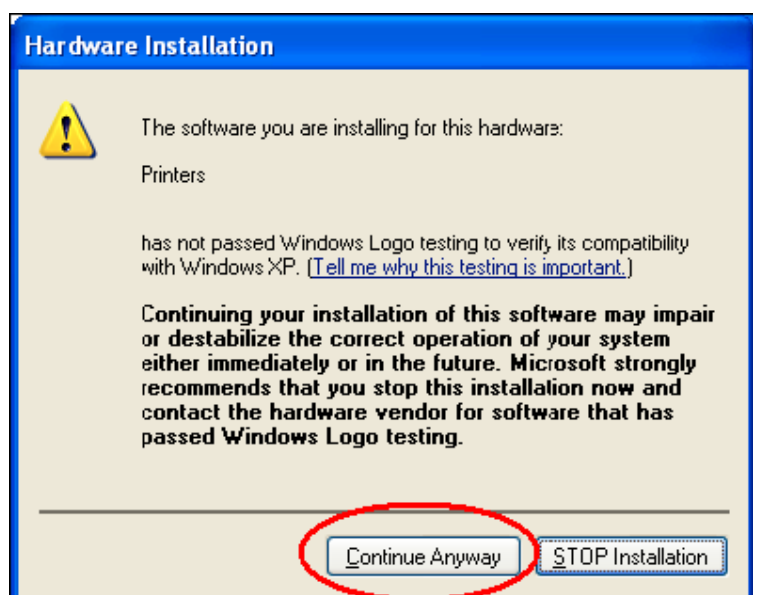 Hardware Installation
The software you are installing for this hardware:
Printers
has not passed Windows Logo testing to verify its compatibility
with Windows XP. (Tell me why this testing is important.)
Continuing your installation of this software may impair
or destabilize the correct operation of your system
either immediately or in the future. Microsoft strongly
recommends that you stop this installation now and
contact the hardware vendor for software that has
passed Windows Logo testing.
Continue Anyway STOP Installation